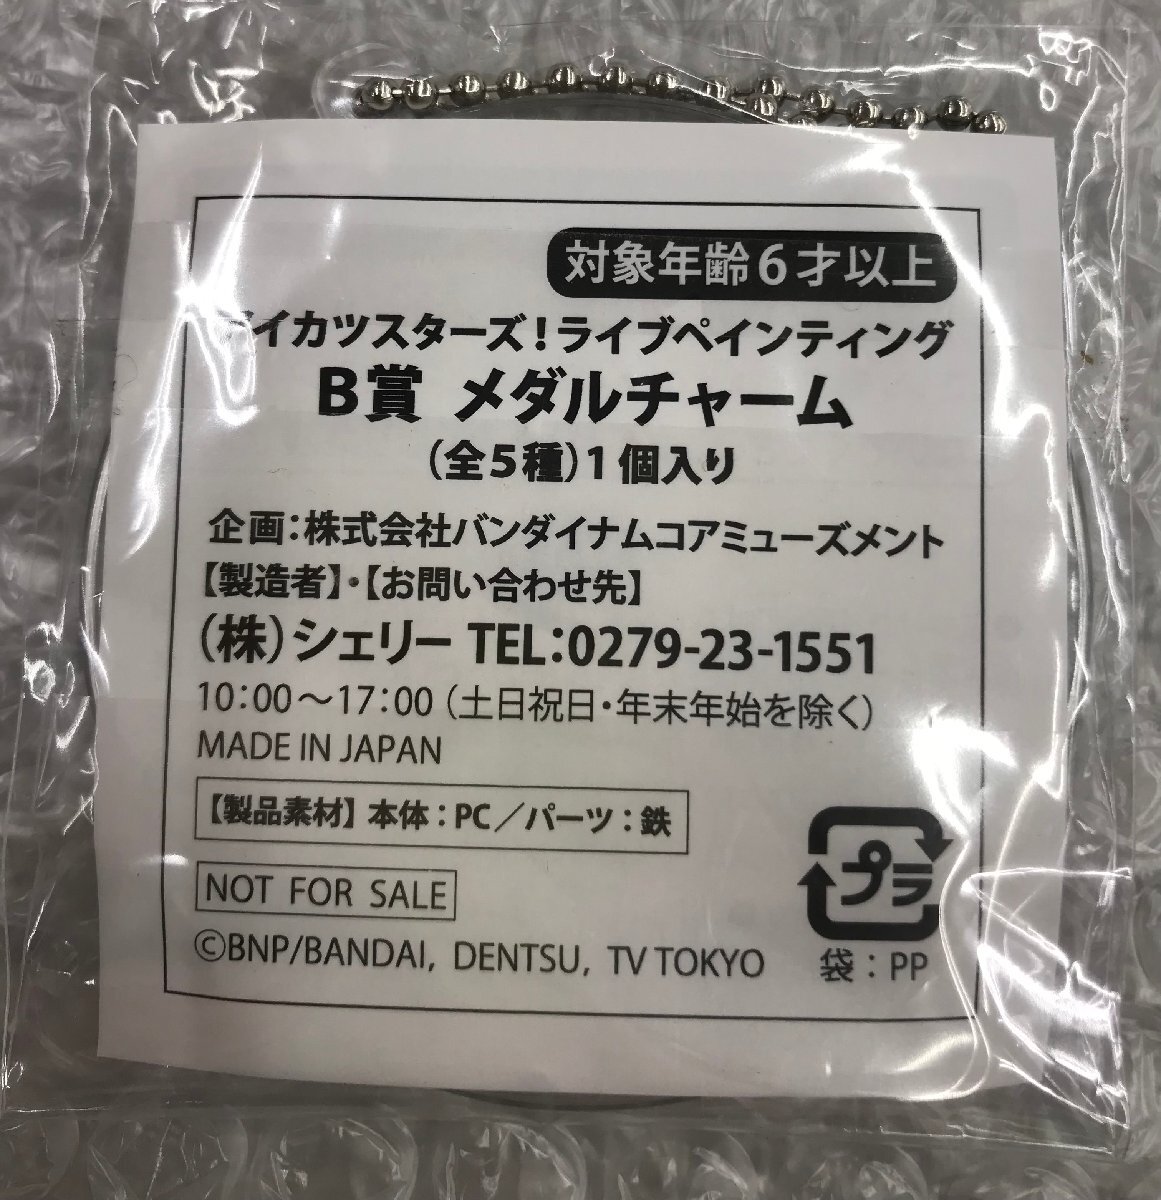 対象年齢6才以上
アイカツスターズ!ライブペインティング
B賞 メダルチャーム
(全5種)1個入り
企画:株式会社バンダイナムコアミューズメント
【製造者】・【お問い合わせ先】
(株)シェリー TEL:0279-23-1551
10:00~17:00(土日祝日・年末年始を除く)
MADE IN JAPAN
【製品素材】本体:PC/パーツ:鉄
NOT FOR SALE
©BNP/BANDAI, DENTSU, TV TOKYO
プラ
袋:PP